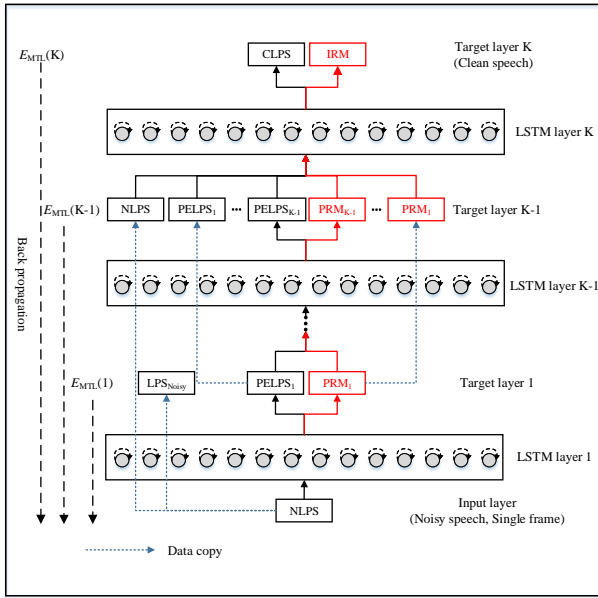 E_MTL(K)
CLPS
IRM
Target layer K
(Clean speech)
LSTM layer K
E_MTL(K-1)
NLPS
PELPS_1
...
PELPS_K-1
PRM_K-1
...
PRM_1
Target layer K-1
Back propagation
LSTM layer K-1
E_MTL(1)
LPS_Noisy
PELPS_1
PRM_1
Target layer 1
LSTM layer 1
NLPS
Input layer
(Noisy speech, Single frame)
Data copy